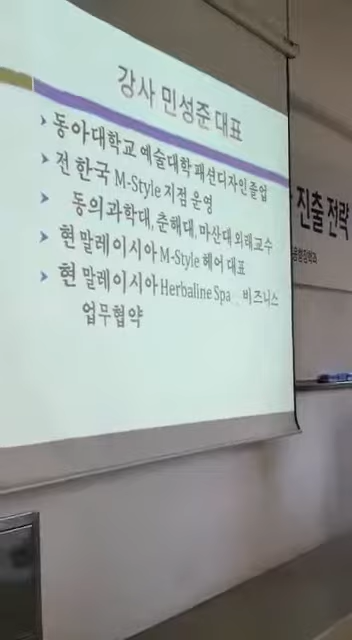 강사 민성준 대표
동아대학교 예술대학 패션디자인 졸업
전 한국 M-Style 지점 운영
동의과학대, 춘해대, 마산대 외래교수
현 말레이시아 M-Style 헤어 대표
현 말레이시아 Herbaline Spa 비즈니스
업무협약
진출 전략